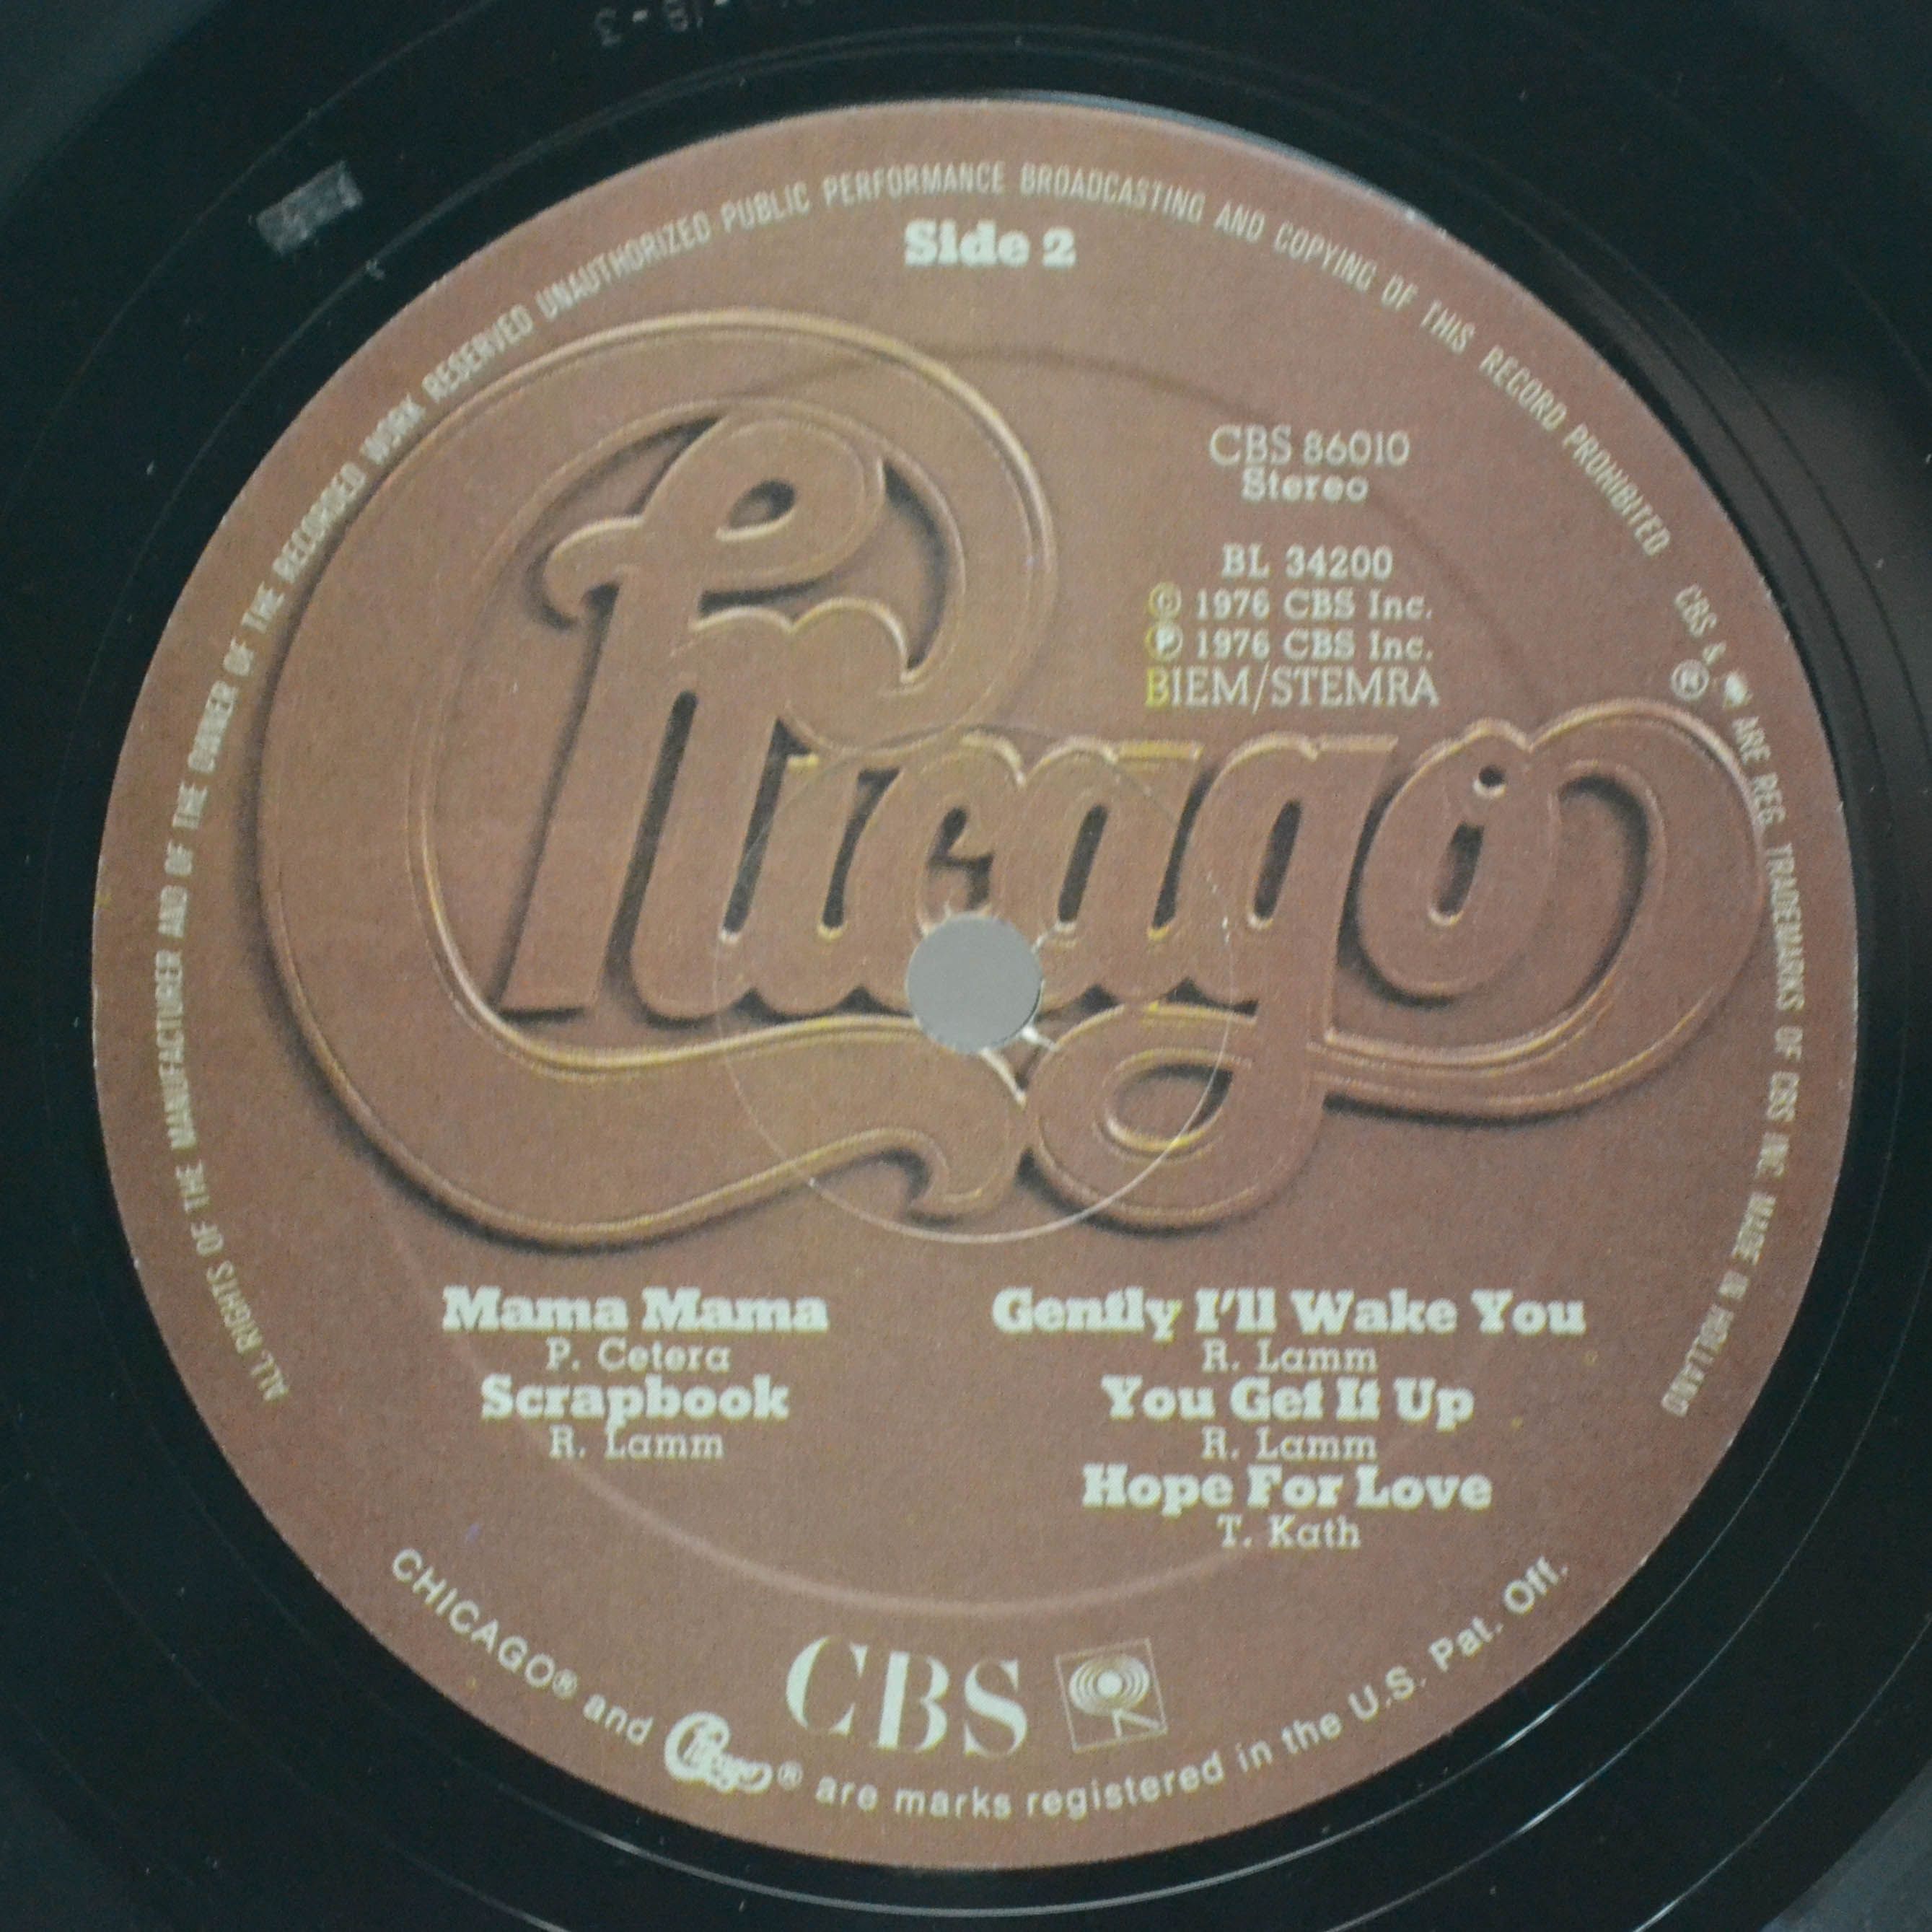 ALL RIGHTS OF THE MANUFACTURER AND OF THE OWNER OF THE RECORDED WORK RESERVED UNAUTHORIZED PUBLIC PERFORMANCE BROADCASTING AND COPYING OF THIS RECORD PROHIBITED CBS & ® ARE REG. TRADEMARKS OF CBS INC. MADE IN HOLLAND
Side 2
CBS 86010
Stereo
BL 34200
© 1976 CBS Inc.
℗ 1976 CBS Inc.
BIEM/STEMRA
Chicago
Mama Mama
P. Cetera
Scrapbook
R. Lamm
Gently I'll Wake You
R. Lamm
You Get It Up
R. Lamm
Hope For Love
T. Kath
CBS
CHICAGO® and Chicago® are marks registered in the U.S. Pat. Off.